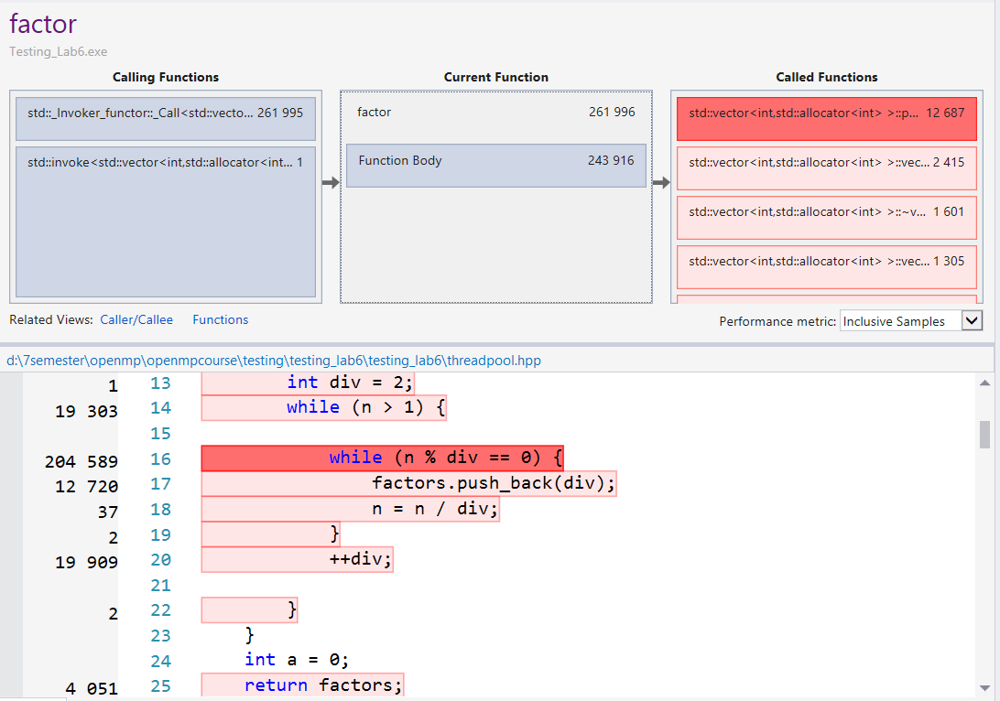 factor
Testing_Lab6.exe
Calling Functions
Current Function
Called Functions
std::_Invoker_functor::_Call<std::vecto... 261 995
std::invoke<std::vector<int,std::allocator<int... 1
factor 261 996
Function Body 243 916
std::vector<int,std::allocator<int> >::p... 12 687
std::vector<int,std::allocator<int> >::vec... 2 415
std::vector<int,std::allocator<int> >::~v... 1 601
std::vector<int,std::allocator<int> >::vec... 1 305
Related Views: Caller/Callee Functions
Performance metric: Inclusive Samples
d:\7semester\openmp\openmpcourse\testing\testing_lab6\testing_lab6\threadpool.hpp
1 13 int div = 2;
19 303 14 while (n > 1) {
15
204 589 16 while (n % div == 0) {
12 720 17 factors.push_back(div);
37 18 n = n / div;
2 19 }
19 909 20 ++div;
21
2 22 }
23 }
24 int a = 0;
4 051 25 return factors;